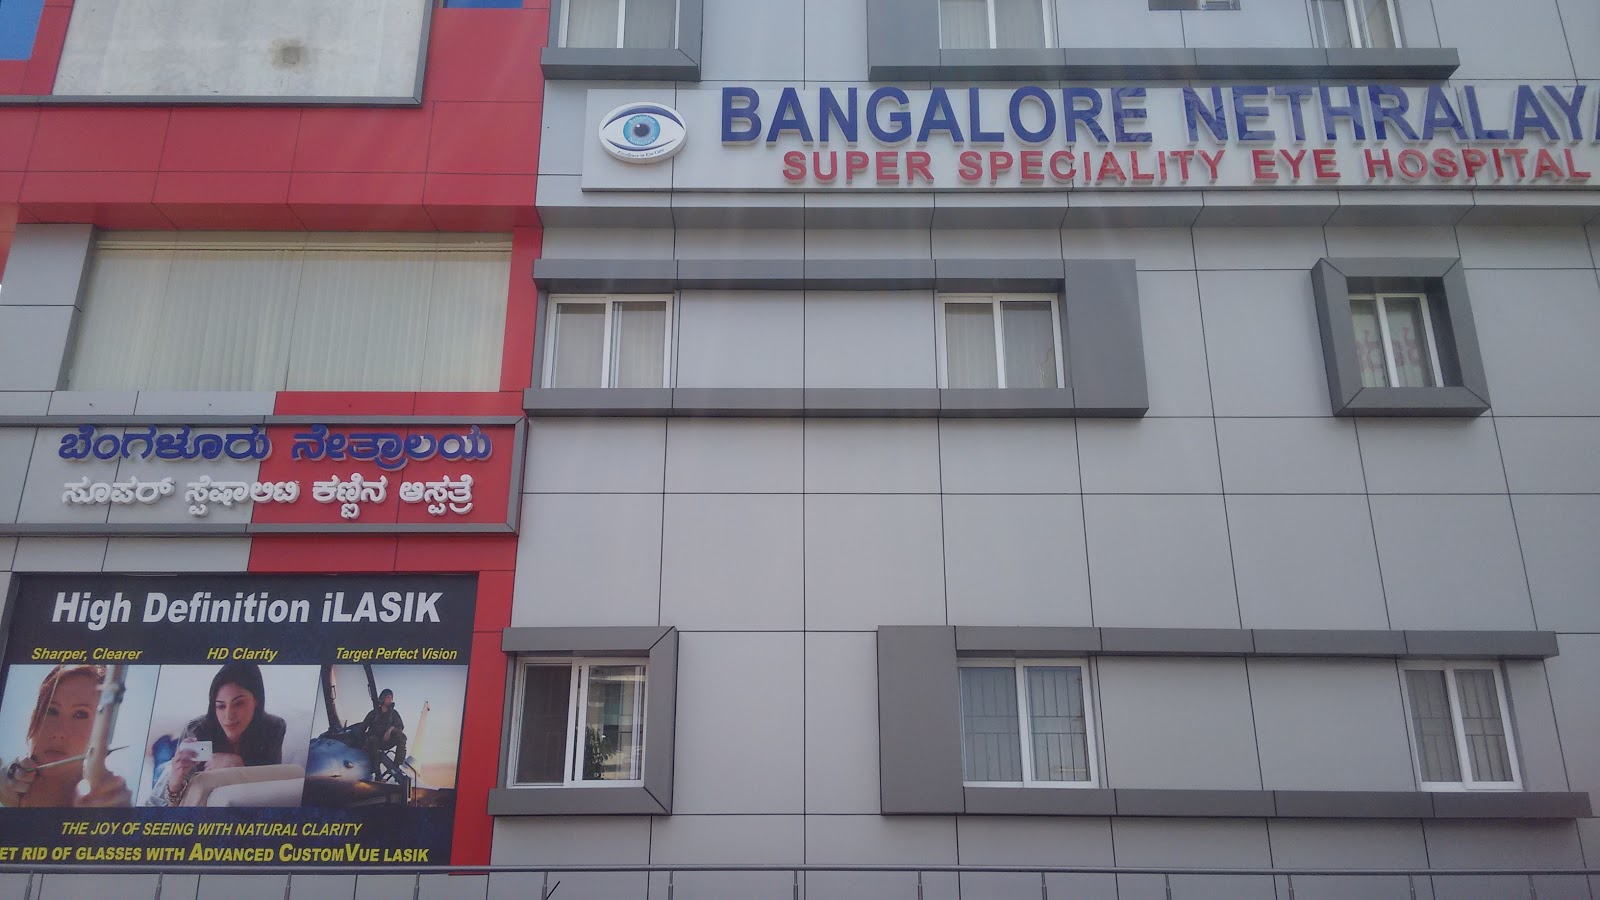 BANGALORE NETHRALAYA
SUPER SPECIALITY EYE HOSPITAL
ಬೆಂಗಳೂರು ನೇತ್ರಾಲಯ
ಸೂಪರ್ ಸ್ಪೆಷಾಲಿಟಿ ಕಣ್ಣಿನ ಆಸ್ಪತ್ರೆ
High Definition iLASIK
Sharper, Clearer HD Clarity Target Perfect Vision
THE JOY OF SEEING WITH NATURAL CLARITY
ET RID OF GLASSES WITH ADVANCED CUSTOMVUE LASIK